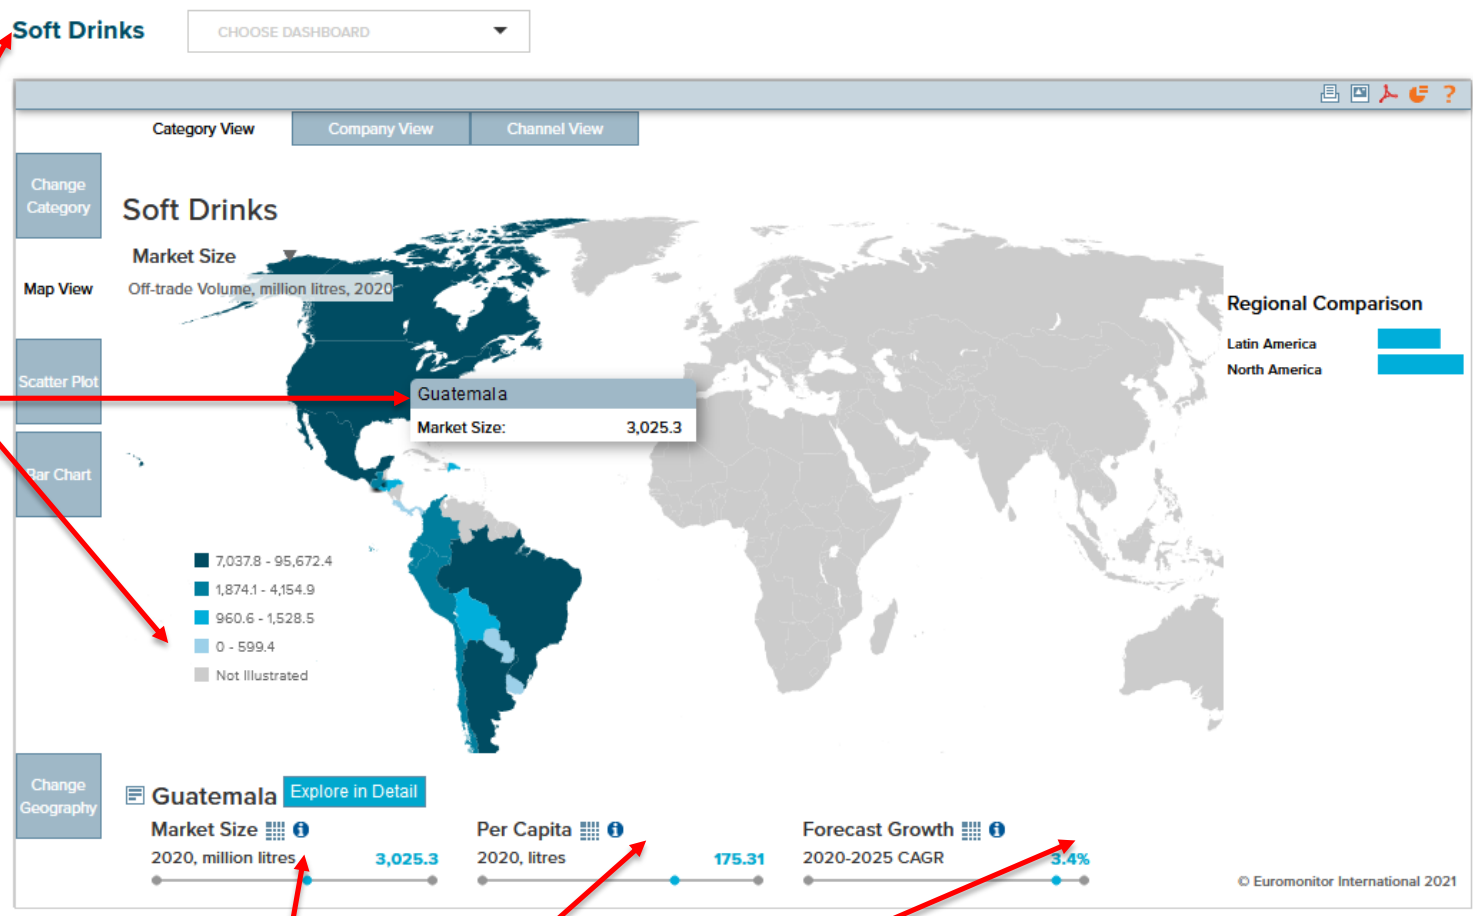 Soft Drinks
CHOOSE DASHBOARD
?
Category View
Company View
Channel View
Change
Category
Soft Drinks
Market Size
Off-trade Volume, million litres, 2020
Map View
Regional Comparison
Latin America
North America
Scatter Plot
Guatemala
Market Size: 3,025.3
Bar Chart
7,037.8 - 95,672.4
1,874.1 - 4,154.9
960.6 - 1,528.5
0 - 599.4
Not Illustrated
Change
Geography
Guatemala
Explore in Detail
Market Size
2020, million litres 3,025.3
Per Capita
2020, litres 175.31
Forecast Growth
2020-2025 CAGR 3.4%
© Euromonitor International 2021